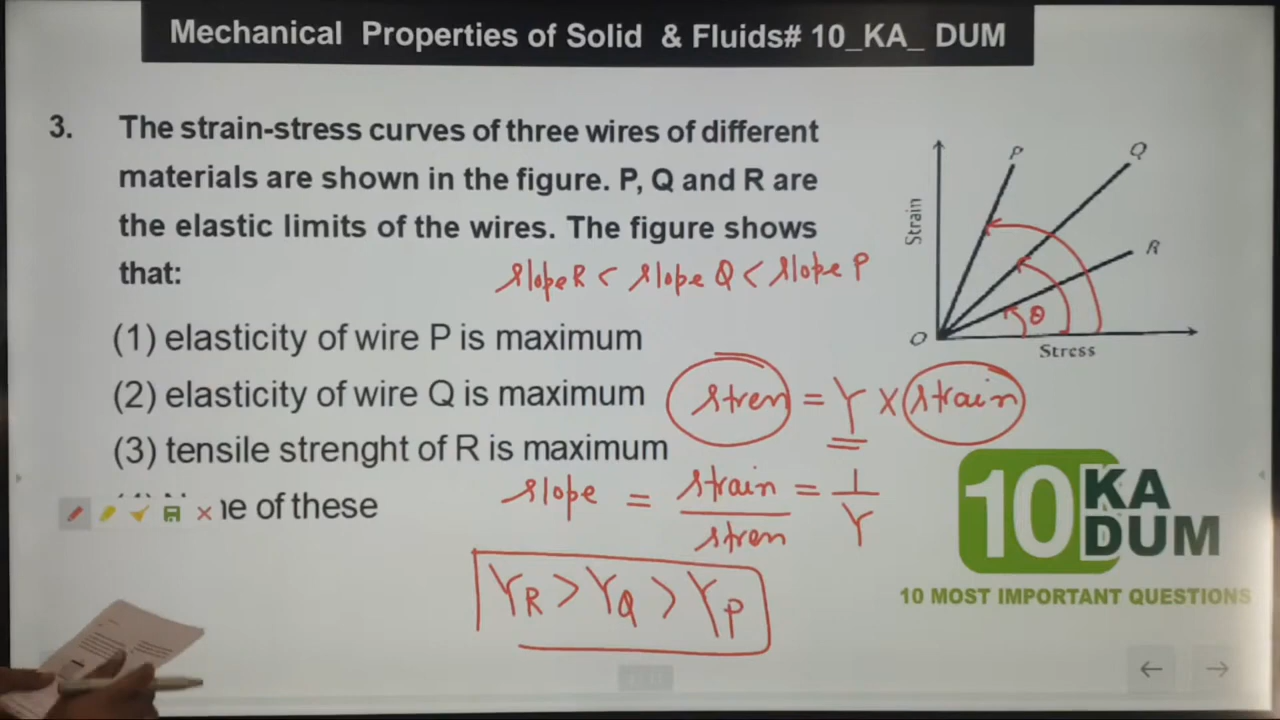 Mechanical Properties of Solid & Fluids# 10_KA_ DUM
3. The strain-stress curves of three wires of different
materials are shown in the figure. P, Q and R are
the elastic limits of the wires. The figure shows
that:
slope R < slope Q < slope P
(1) elasticity of wire P is maximum
(2) elasticity of wire Q is maximum
(3) tensile strenght of R is maximum
ne of these
P
Q
R
Strain
θ
O
Stress
stress = Y × strain
slope = strain / stress = 1 / Y
Y_R > Y_Q > Y_P
10 KA
DUM
10 MOST IMPORTANT QUESTIONS